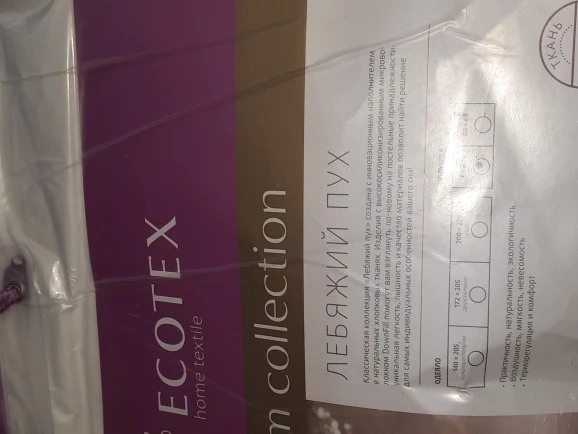 ECOTEX
home textile
m collection
ЛЕБЯЖИЙ ПУХ
Классическая коллекция «Лебяжий пух» создана с инновационным наполнителем
в натуральных хлопковых тканях. Изделия с высокосиликонизированным микрово-
локном DownFill помогут вам взглянуть по-новому на постельные принадлежности:
уникальная легкость, пышность и качество материалов позволит найти решение
для самых индивидуальных особенностей вашего сна!
ОДЕЯЛО
140 × 205
172 × 205
200 ×
• Практичность, натуральность, экологичность
• Воздушность, мягкость, невесомость
• Терморегуляция и комфорт
ТКАНЬ